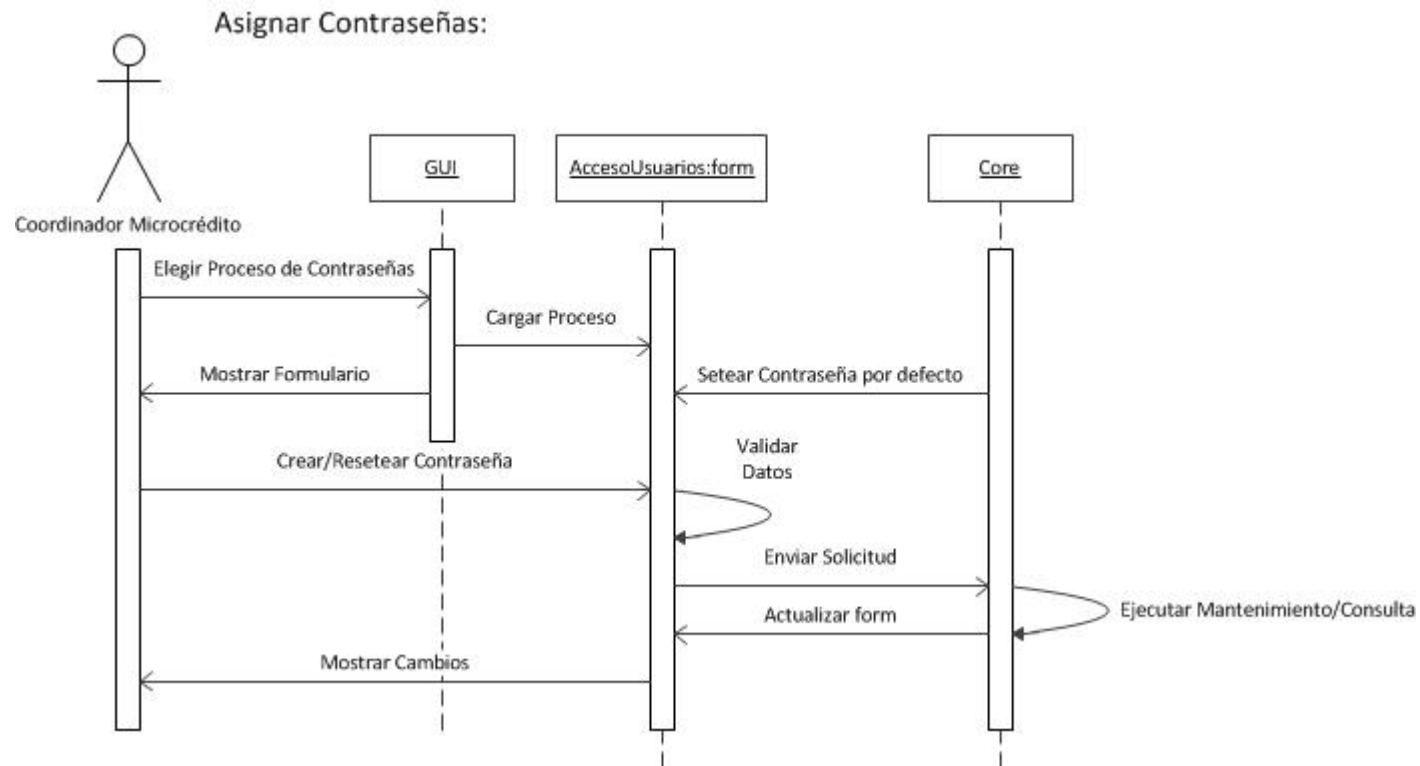 Asignar Contraseñas:
GUI
AccesoUsuarios:form
Core
Coordinador Microcrédito
Elegir Proceso de Contraseñas
Cargar Proceso
Mostrar Formulario
Setear Contraseña por defecto
Validar
Datos
Crear/Resetear Contraseña
Enviar Solicitud
Ejecutar Mantenimiento/Consulta
Actualizar form
Mostrar Cambios